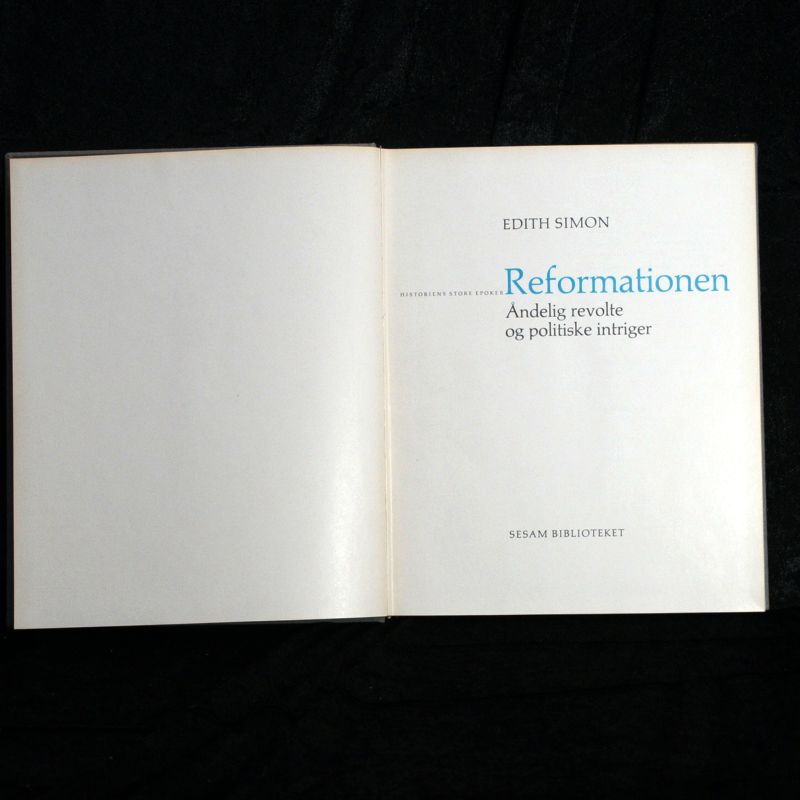 EDITH SIMON
HISTORIENS STORE EPOKER Reformationen
Åndelig revolte
og politiske intriger
SESAM BIBLIOTEKET